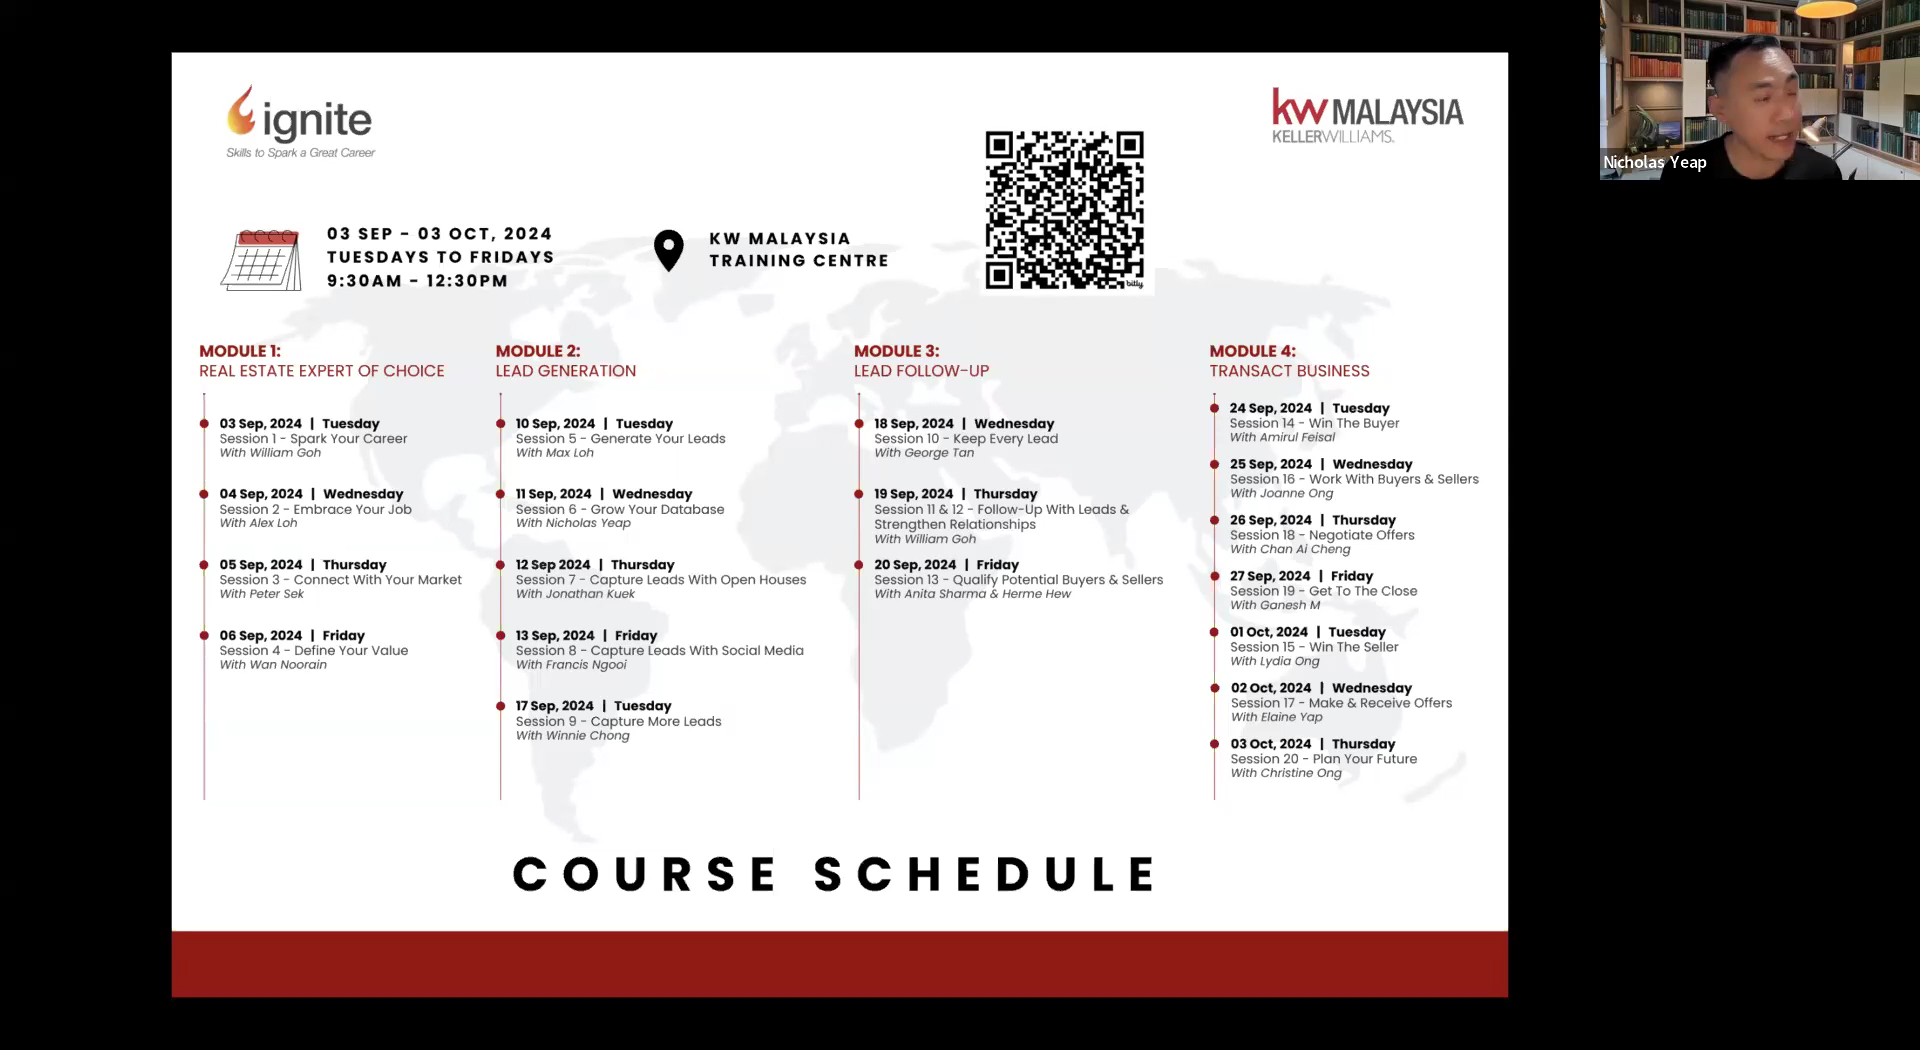 ignite
Skills to Spark a Great Career
kw MALAYSIA
KELLERWILLIAMS.
Nicholas Yeap
03 SEP - 03 OCT, 2024
TUESDAYS TO FRIDAYS
9:30AM - 12:30PM
KW MALAYSIA
TRAINING CENTRE
bitly
MODULE 1:
REAL ESTATE EXPERT OF CHOICE
03 Sep, 2024 | Tuesday
Session 1 - Spark Your Career
With William Goh
04 Sep, 2024 | Wednesday
Session 2 - Embrace Your Job
With Alex Loh
05 Sep, 2024 | Thursday
Session 3 - Connect With Your Market
With Peter Sek
06 Sep, 2024 | Friday
Session 4 - Define Your Value
With Wan Noorain
MODULE 2:
LEAD GENERATION
10 Sep, 2024 | Tuesday
Session 5 - Generate Your Leads
With Max Loh
11 Sep, 2024 | Wednesday
Session 6 - Grow Your Database
With Nicholas Yeap
12 Sep 2024 | Thursday
Session 7 - Capture Leads With Open Houses
With Jonathan Kuek
13 Sep, 2024 | Friday
Session 8 - Capture Leads With Social Media
With Francis Ngooi
17 Sep, 2024 | Tuesday
Session 9 - Capture More Leads
With Winnie Chong
MODULE 3:
LEAD FOLLOW-UP
18 Sep, 2024 | Wednesday
Session 10 - Keep Every Lead
With George Tan
19 Sep, 2024 | Thursday
Session 11 & 12 - Follow-Up With Leads &
Strengthen Relationships
With William Goh
20 Sep, 2024 | Friday
Session 13 - Qualify Potential Buyers & Sellers
With Anita Sharma & Herme Hew
MODULE 4:
TRANSACT BUSINESS
24 Sep, 2024 | Tuesday
Session 14 - Win The Buyer
With Amirul Feisal
25 Sep, 2024 | Wednesday
Session 16 - Work With Buyers & Sellers
With Joanne Ong
26 Sep, 2024 | Thursday
Session 18 - Negotiate Offers
With Chan Ai Cheng
27 Sep, 2024 | Friday
Session 19 - Get To The Close
With Ganesh M
01 Oct, 2024 | Tuesday
Session 15 - Win The Seller
With Lydia Ong
02 Oct, 2024 | Wednesday
Session 17 - Make & Receive Offers
With Elaine Yap
03 Oct, 2024 | Thursday
Session 20 - Plan Your Future
With Christine Ong
COURSE SCHEDULE